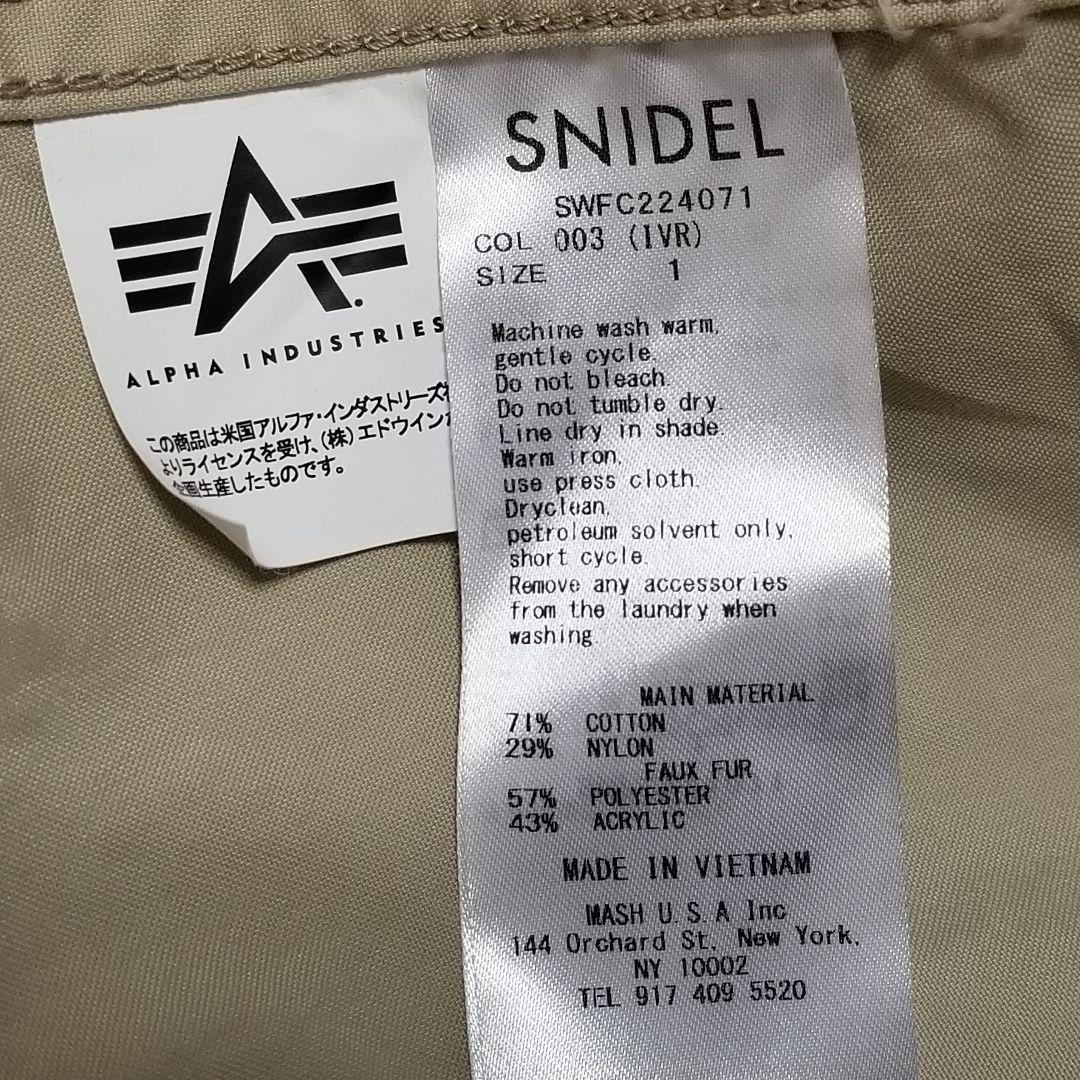 ALPHA INDUSTRIES
この商品は米国アルファ・インダストリーズ
よりライセンスを受け、(株)エドウイン
企画生産したものです。
SNIDEL
SWFC224071
COL 003 (IVR)
SIZE 1
Machine wash warm,
gentle cycle.
Do not bleach.
Do not tumble dry.
Line dry in shade.
Warm iron,
use press cloth.
Dryclean,
petroleum solvent only,
short cycle.
Remove any accessories
from the laundry when
washing.
MAIN MATERIAL
71% COTTON
29% NYLON
FAUX FUR
57% POLYESTER
43% ACRYLIC
MADE IN VIETNAM
MASH U.S.A Inc
144 Orchard St, New York,
NY 10002
TEL 917 409 5520